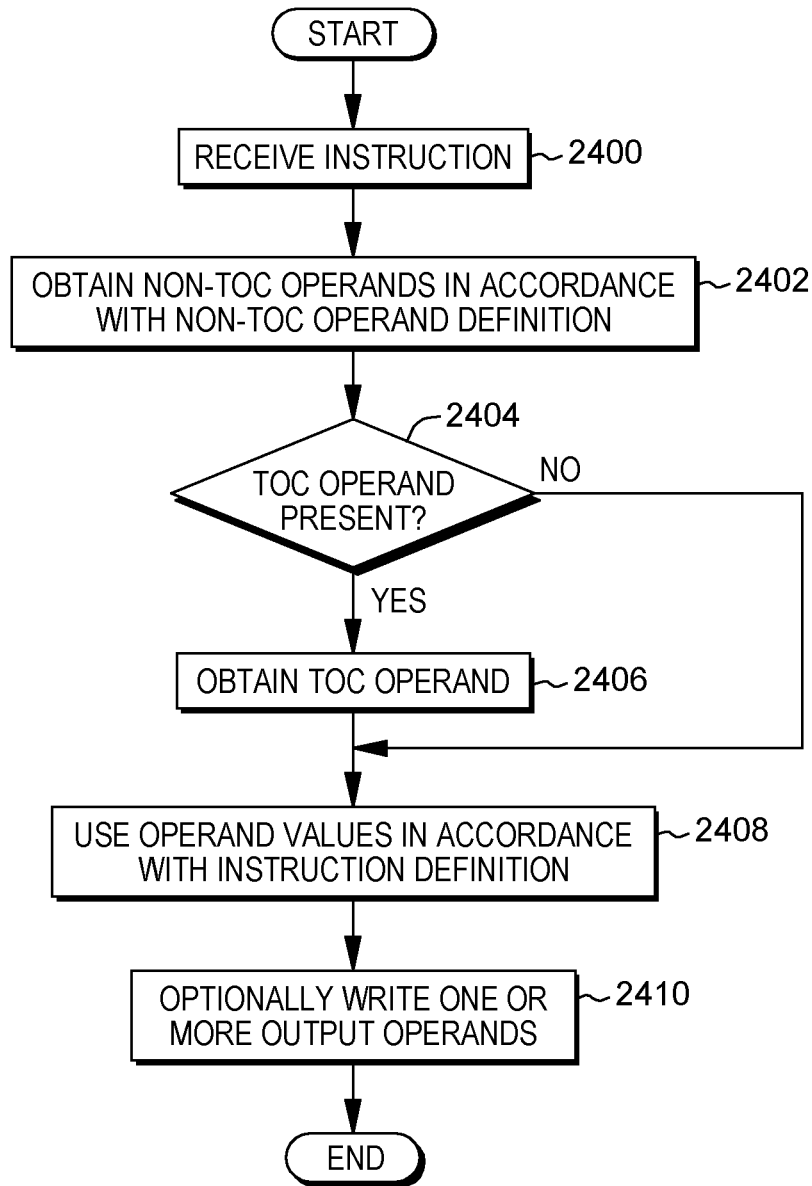 START
RECEIVE INSTRUCTION
2400
OBTAIN NON-TOC OPERANDS IN ACCORDANCE
WITH NON-TOC OPERAND DEFINITION
2402
2404
TOC OPERAND
PRESENT?
NO
YES
OBTAIN TOC OPERAND
2406
USE OPERAND VALUES IN ACCORDANCE
WITH INSTRUCTION DEFINITION
2408
OPTIONALLY WRITE ONE OR
MORE OUTPUT OPERANDS
2410
END